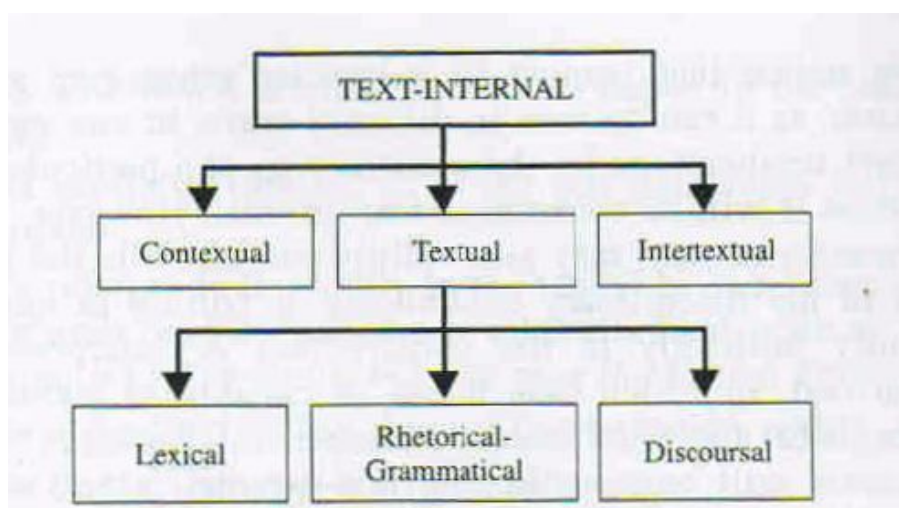 TEXT-INTERNAL
Contextual
Textual
Intertextual
Lexical
Rhetorical-
Grammatical
Discoursal